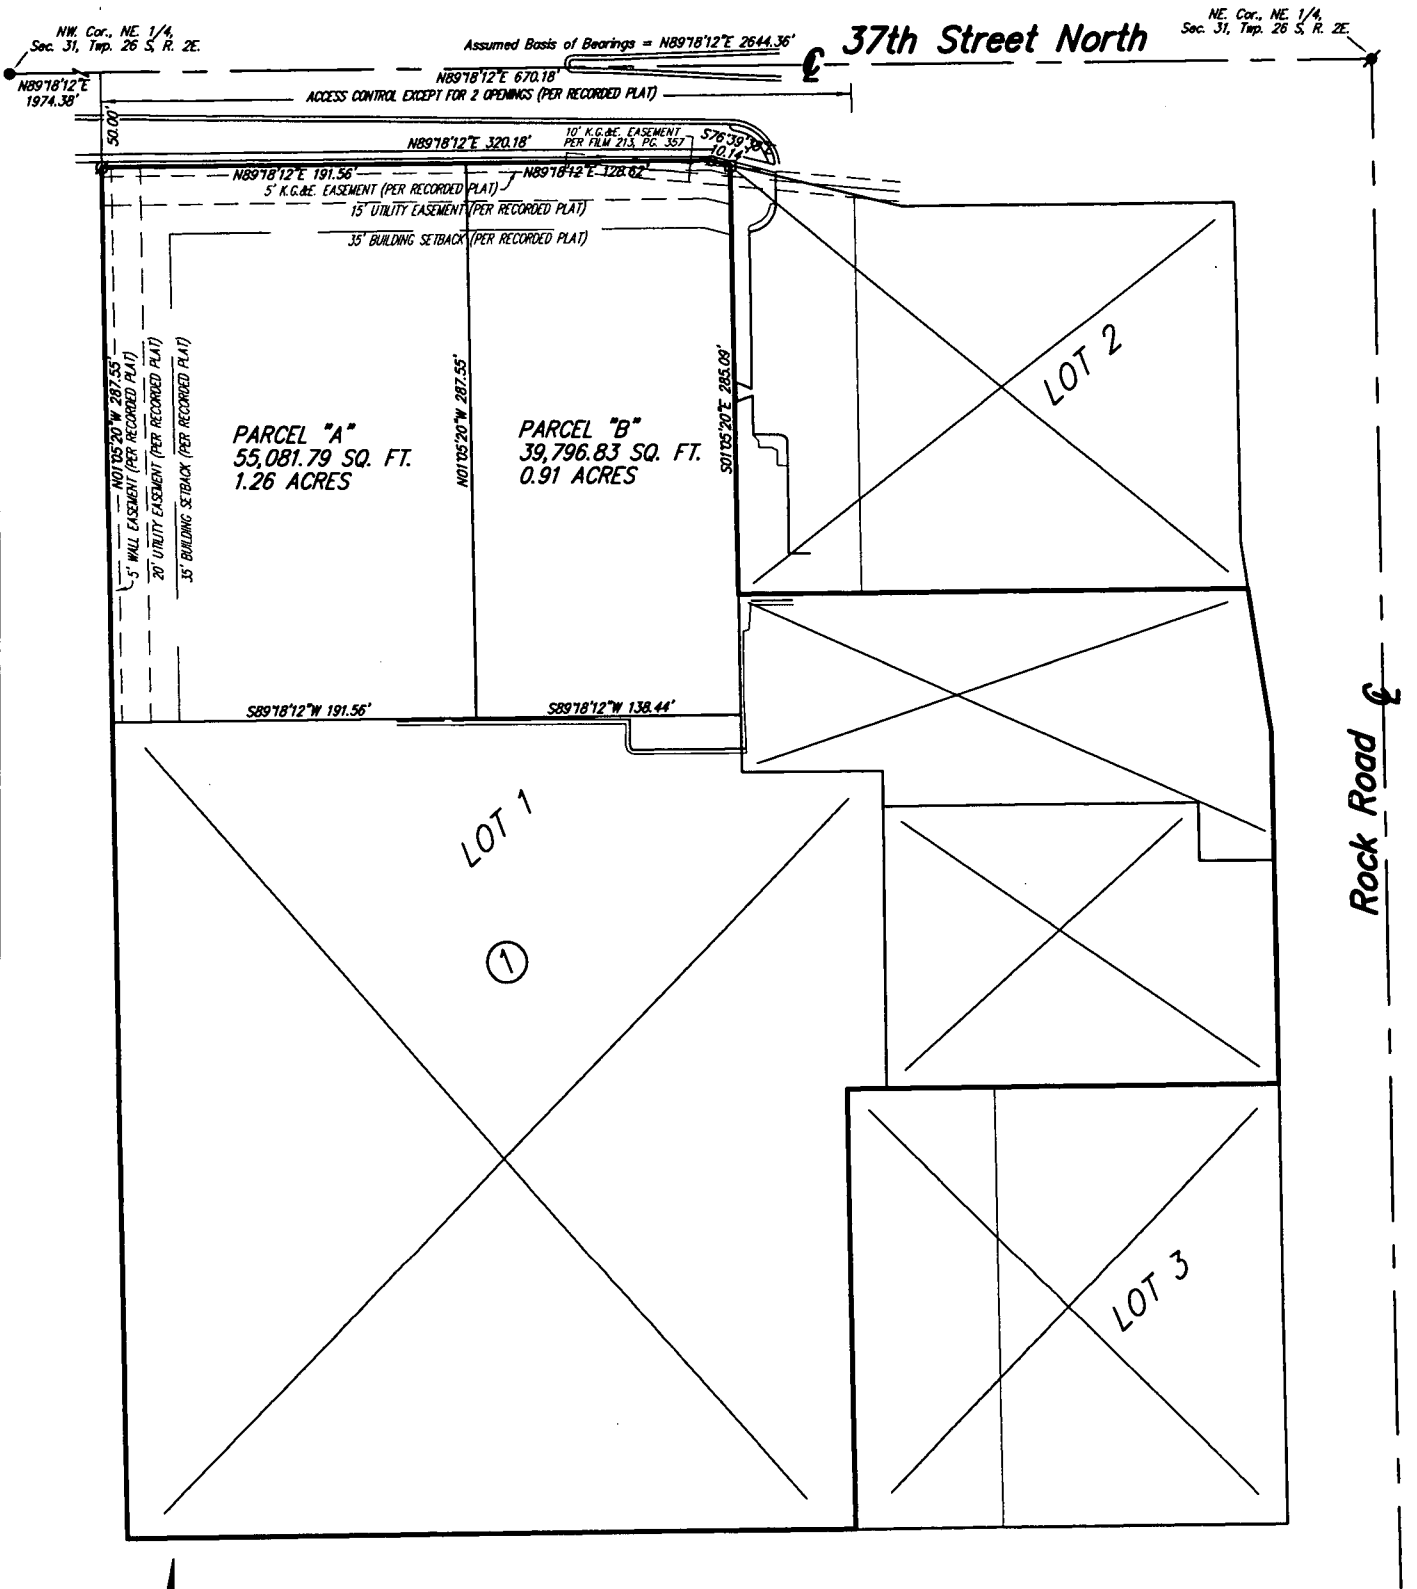 NW. Cor., NE. 1/4,
Sec. 31, Twp. 26 S, R. 2E.
Assumed Basis of Bearings = N89°18'12"E 2644.36'
℄ 37th Street North
NE. Cor., NE. 1/4,
Sec. 31, Twp. 26 S, R. 2E.
N89°18'12"E
1974.38'
N89°18'12"E 670.18'
ACCESS CONTROL EXCEPT FOR 2 OPENINGS (PER RECORDED PLAT)
50.00'
N89°18'12"E 320.18'
10' K.G.&E. EASEMENT
PER FILM 213, PG. 357
S76°39'38"E
10.14'
N89°18'12"E 191.56'
N89°18'12"E 128.62'
5' K.G.&E. EASEMENT (PER RECORDED PLAT)
15' UTILITY EASEMENT (PER RECORDED PLAT)
35' BUILDING SETBACK (PER RECORDED PLAT)
N01°05'20"W 287.55'
5' WALL EASEMENT (PER RECORDED PLAT)
20' UTILITY EASEMENT (PER RECORDED PLAT)
35' BUILDING SETBACK (PER RECORDED PLAT)
PARCEL "A"
55,081.79 SQ. FT.
1.26 ACRES
N01°05'20"W 287.55'
PARCEL "B"
39,796.83 SQ. FT.
0.91 ACRES
S01°05'20"E 285.09'
LOT 2
S89°18'12"W 191.56'
S89°18'12"W 138.44'
LOT 1
1
Rock Road ℄
LOT 3